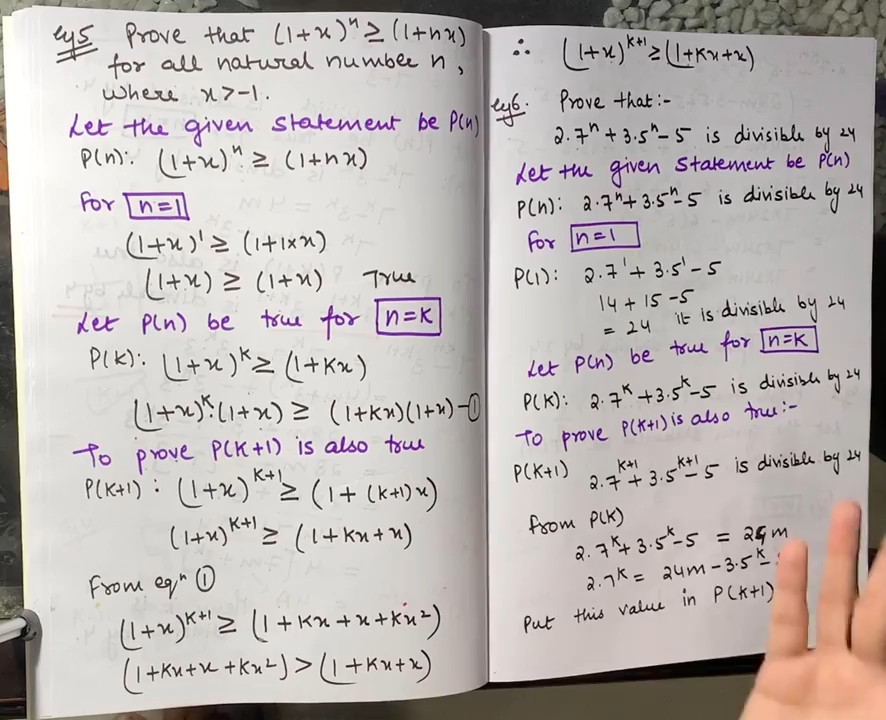 eg5 Prove that (1+x)ⁿ ≥ (1+nx)
for all natural number n,
where x>-1.
Let the given statement be P(n)
P(n): (1+x)ⁿ ≥ (1+nx)
For n=1
(1+x)¹ ≥ (1+1×x)
(1+x) ≥ (1+x) True
Let P(n) be true for n=K
P(K): (1+x)^K ≥ (1+Kx)
(1+x)^K.(1+x) ≥ (1+Kx)(1+x) -①
To prove P(K+1) is also true
P(K+1): (1+x)^K+1 ≥ (1+(K+1)x)
(1+x)^K+1 ≥ (1+Kx+x)
From eqⁿ ①
(1+x)^K+1 ≥ (1+Kx+x+Kx²)
(1+Kx+x+Kx²) > (1+Kx+x)
∴ (1+x)^K+1 ≥ (1+Kx+x)
eg6. Prove that:-
2.7ⁿ+3.5ⁿ-5 is divisible by 24
Let the given statement be P(n)
P(n): 2.7ⁿ+3.5ⁿ-5 is divisible by 24
For n=1
P(1): 2.7¹+3.5¹-5
14+15-5
= 24 it is divisible by 24
Let P(n) be true for n=K
P(K): 2.7^K+3.5^K-5 is divisible by 24
To prove P(K+1) is also true:-
P(K+1) 2.7^K+1+3.5^K+1-5 is divisible by 24
from P(K)
2.7^K+3.5^K-5 = 24m
2.7^K = 24m-3.5^K
Put this value in P(K+1)